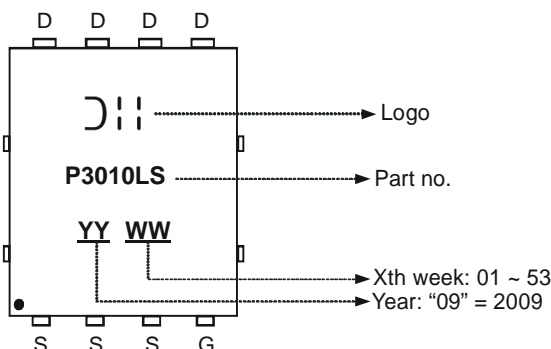 D D D D
Logo
P3010LS
Part no.
YY WW
Xth week: 01 ~ 53
Year: “09” = 2009
S S S G